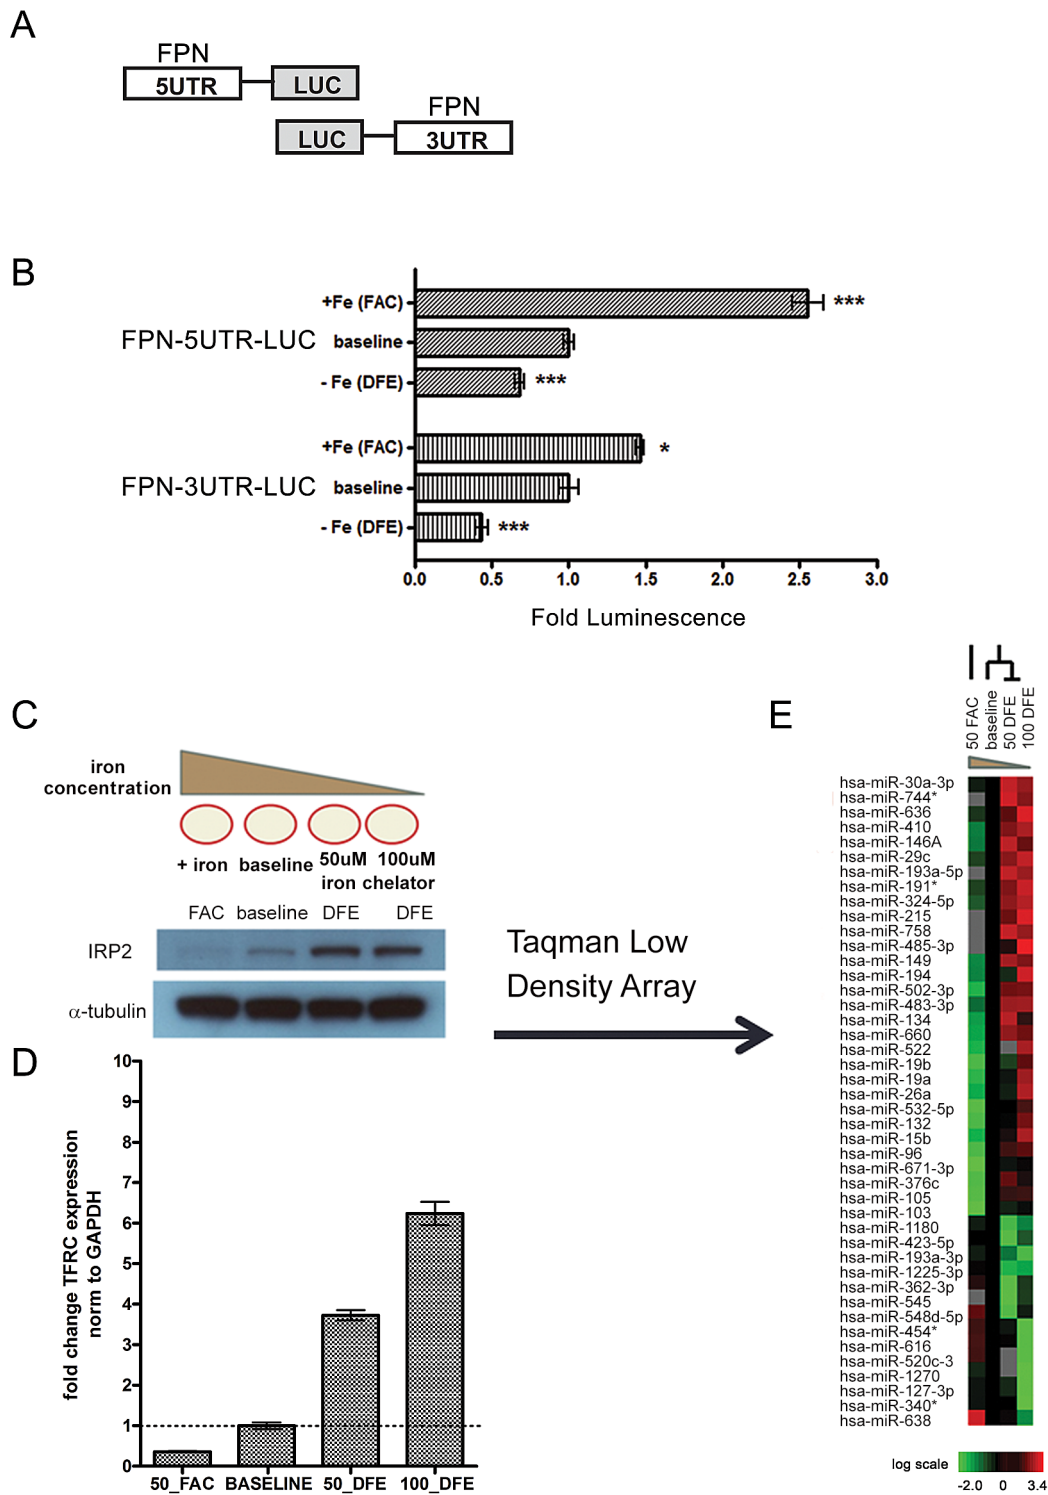 A
FPN
5UTR
LUC
FPN
LUC
3UTR
B
+Fe (FAC)
***
FPN-5UTR-LUC
baseline
- Fe (DFE)
***
+Fe (FAC)
*
FPN-3UTR-LUC
baseline
- Fe (DFE)
***
0.0 0.5 1.0 1.5 2.0 2.5 3.0
Fold Luminescence
C
iron
concentration
+ iron baseline 50uM 100uM
iron chelator
FAC baseline DFE DFE
IRP2
α-tubulin
Taqman Low
Density Array
D
fold change TFRC expression
norm to GAPDH
10
9
8
7
6
5
4
3
2
1
0
50_FAC BASELINE 50_DFE 100_DFE
E
50 FAC
baseline
50 DFE
100 DFE
hsa-miR-30a-3p
hsa-miR-744*
hsa-miR-636
hsa-miR-410
hsa-miR-146A
hsa-miR-29c
hsa-miR-193a-5p
hsa-miR-191*
hsa-miR-324-5p
hsa-miR-215
hsa-miR-758
hsa-miR-485-3p
hsa-miR-149
hsa-miR-194
hsa-miR-502-3p
hsa-miR-483-3p
hsa-miR-134
hsa-miR-660
hsa-miR-522
hsa-miR-19b
hsa-miR-19a
hsa-miR-26a
hsa-miR-532-5p
hsa-miR-132
hsa-miR-15b
hsa-miR-96
hsa-miR-671-3p
hsa-miR-376c
hsa-miR-105
hsa-miR-103
hsa-miR-1180
hsa-miR-423-5p
hsa-miR-193a-3p
hsa-miR-1225-3p
hsa-miR-362-3p
hsa-miR-545
hsa-miR-548d-5p
hsa-miR-454*
hsa-miR-616
hsa-miR-520c-3
hsa-miR-1270
hsa-miR-127-3p
hsa-miR-340*
hsa-miR-638
log scale
-2.0 0 3.4